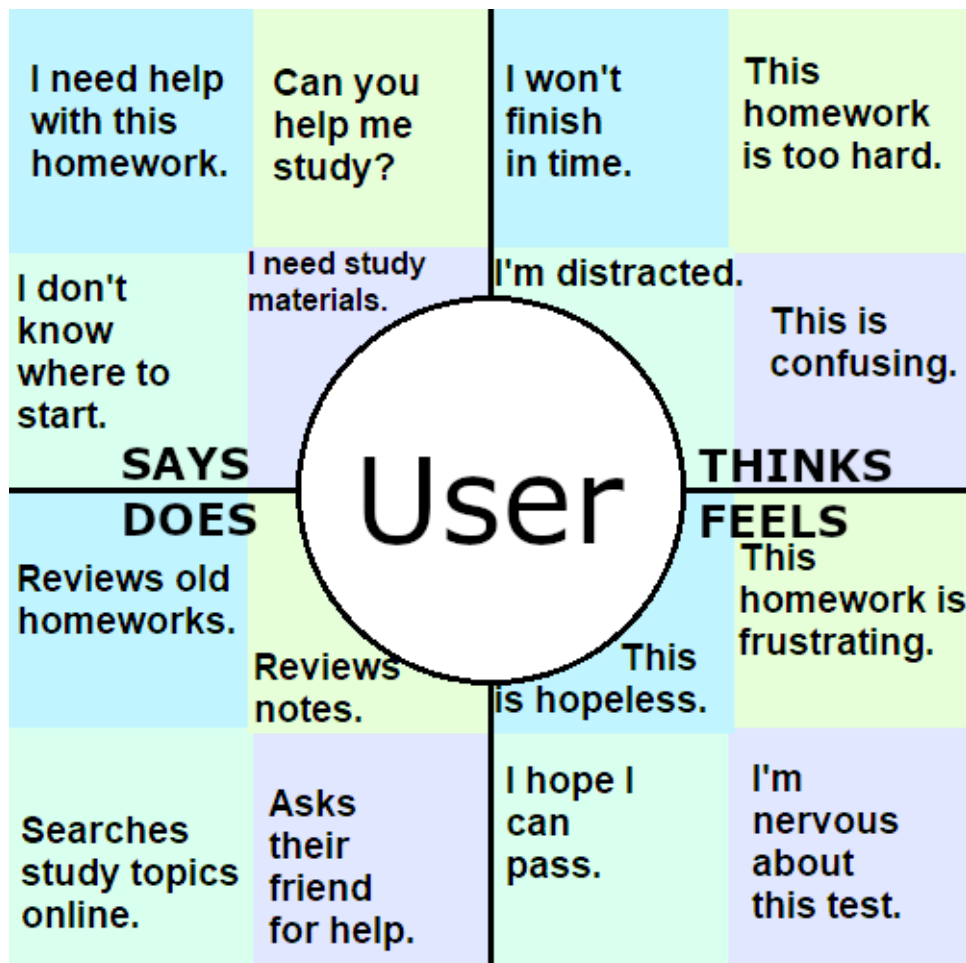 I need help
with this
homework.
Can you
help me
study?
I don't
know
where to
start.
I need study
materials.
SAYS
I won't
finish
in time.
This
homework
is too hard.
I'm distracted.
This is
confusing.
THINKS
User
DOES
Reviews old
homeworks.
Reviews
notes.
Searches
study topics
online.
Asks
their
friend
for help.
FEELS
This
is hopeless.
This
homework is
frustrating.
I hope I
can
pass.
I'm
nervous
about
this test.